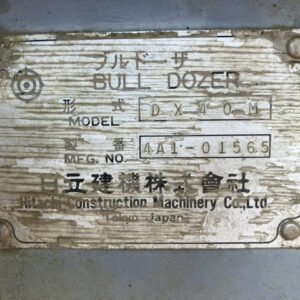 ブルドーザ
BULL DOZER
形式 DX40-M
MODEL
製番 4A1-01565
MFG. NO.
日立建機株式會社
Hitachi Construction Machinery Co., Ltd.
Tokyo Japan